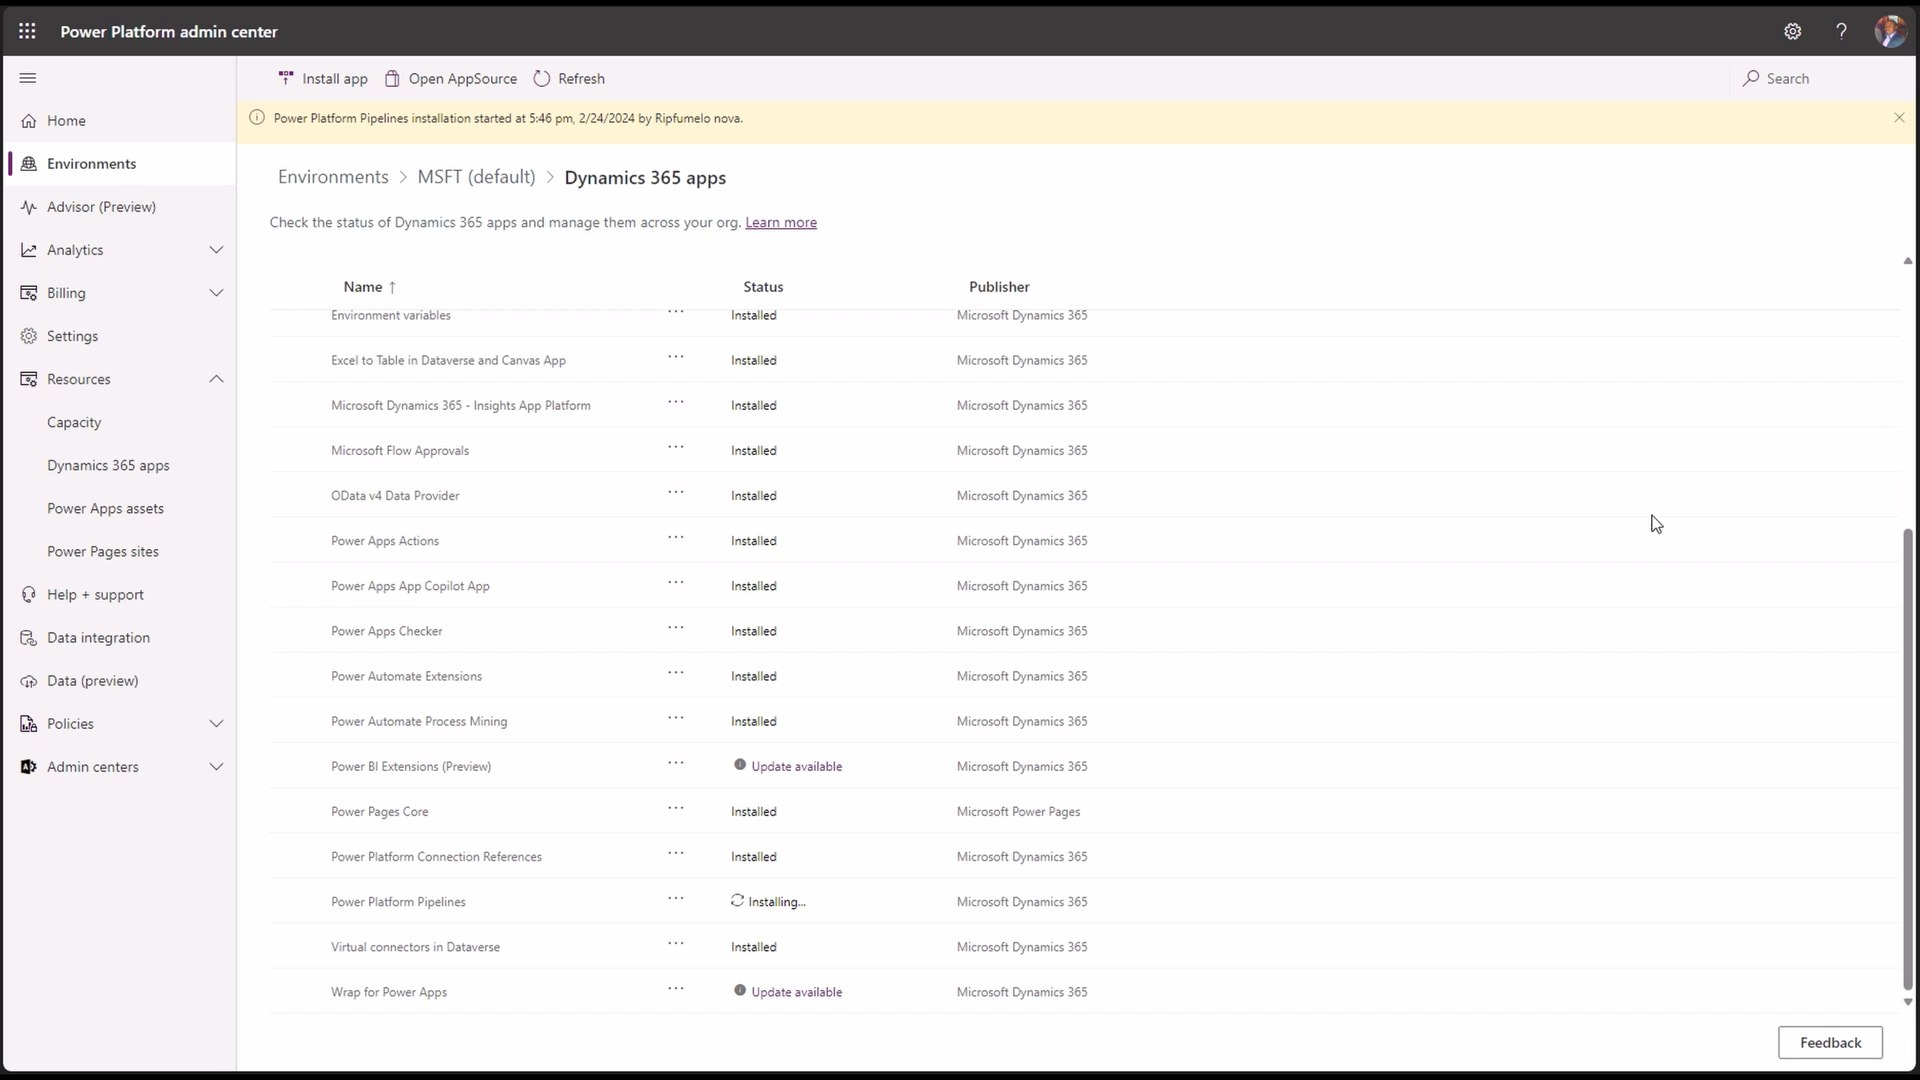 Power Platform admin center
?
Install app
Open AppSource
Refresh
Search
Power Platform Pipelines installation started at 5:46 pm, 2/24/2024 by Ripfumelo nova.
Home
Environments
Advisor (Preview)
Analytics
Billing
Settings
Resources
Capacity
Dynamics 365 apps
Power Apps assets
Power Pages sites
Help + support
Data integration
Data (preview)
Policies
Admin centers
Environments > MSFT (default) > Dynamics 365 apps
Check the status of Dynamics 365 apps and manage them across your org. Learn more
Name ↑ Status Publisher
Environment variables ... Installed Microsoft Dynamics 365
Excel to Table in Dataverse and Canvas App ... Installed Microsoft Dynamics 365
Microsoft Dynamics 365 - Insights App Platform ... Installed Microsoft Dynamics 365
Microsoft Flow Approvals ... Installed Microsoft Dynamics 365
OData v4 Data Provider ... Installed Microsoft Dynamics 365
Power Apps Actions ... Installed Microsoft Dynamics 365
Power Apps App Copilot App ... Installed Microsoft Dynamics 365
Power Apps Checker ... Installed Microsoft Dynamics 365
Power Automate Extensions ... Installed Microsoft Dynamics 365
Power Automate Process Mining ... Installed Microsoft Dynamics 365
Power BI Extensions (Preview) ... Update available Microsoft Dynamics 365
Power Pages Core ... Installed Microsoft Power Pages
Power Platform Connection References ... Installed Microsoft Dynamics 365
Power Platform Pipelines ... Installing... Microsoft Dynamics 365
Virtual connectors in Dataverse ... Installed Microsoft Dynamics 365
Wrap for Power Apps ... Update available Microsoft Dynamics 365
Feedback